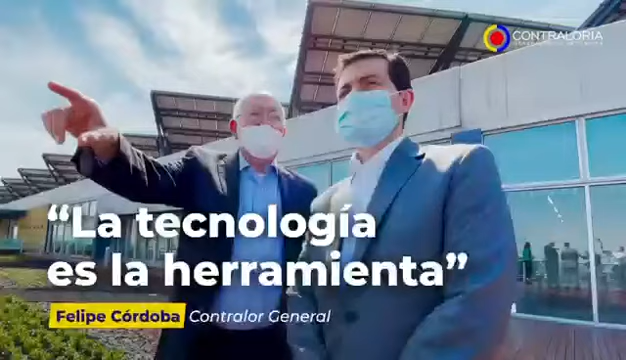 CONTRALORÍA
“La tecnología
es la herramienta”
Felipe Córdoba Contralor General